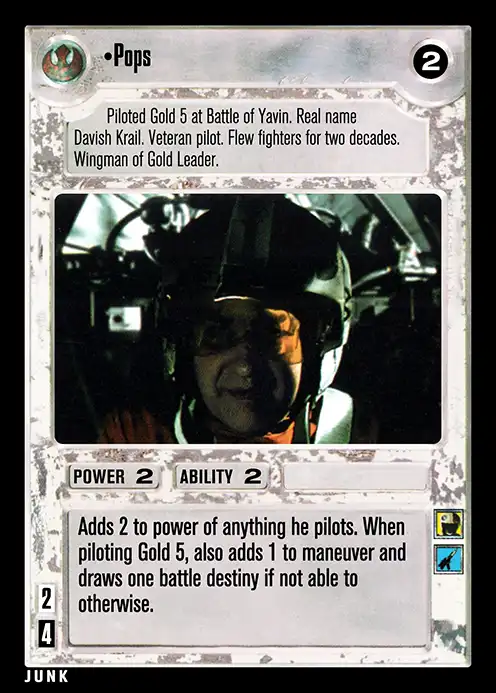 •Pops
2
Piloted Gold 5 at Battle of Yavin. Real name
Davish Krail. Veteran pilot. Flew fighters for two decades.
Wingman of Gold Leader.
POWER 2
ABILITY 2
Adds 2 to power of anything he pilots. When
piloting Gold 5, also adds 1 to maneuver and
draws one battle destiny if not able to
otherwise.
2
4
JUNK